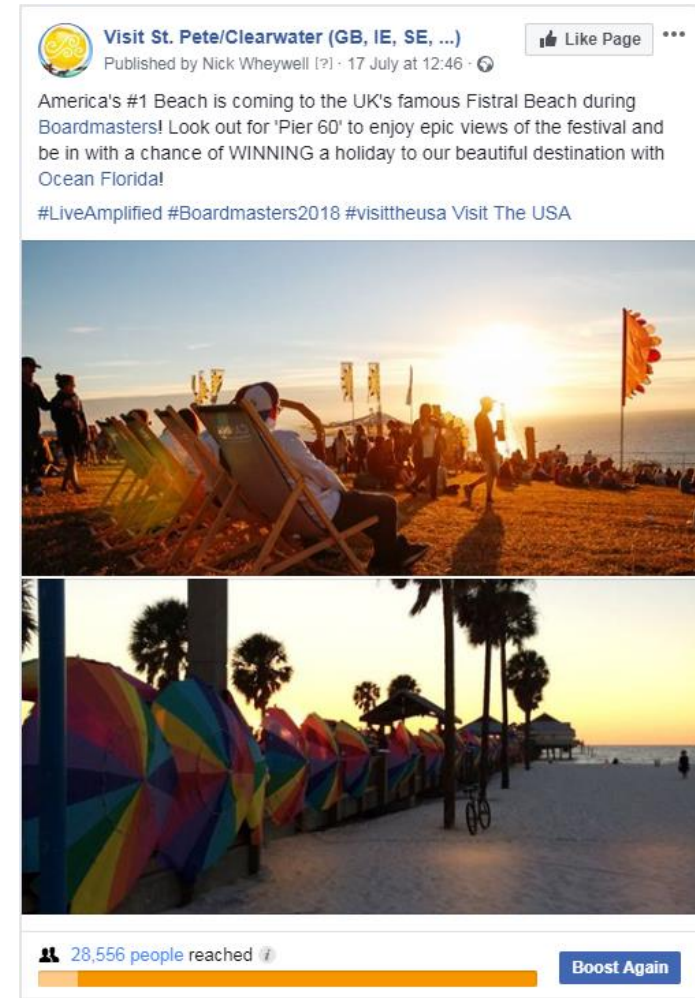 Visit St. Pete/Clearwater (GB, IE, SE, ...)
Like Page
Published by Nick Wheywell [?] · 17 July at 12:46 ·
America's #1 Beach is coming to the UK's famous Fistral Beach during
Boardmasters! Look out for 'Pier 60' to enjoy epic views of the festival and
be in with a chance of WINNING a holiday to our beautiful destination with
Ocean Florida!
#LiveAmplified #Boardmasters2018 #visittheusa Visit The USA
28,556 people reached
Boost Again